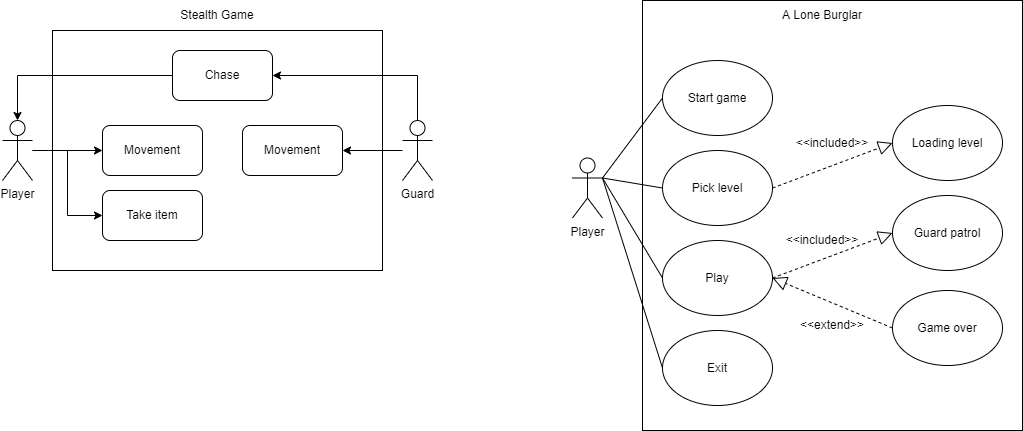 Stealth Game
Chase
Movement
Movement
Take item
Player
Guard
A Lone Burglar
Start game
Pick level
<<included>>
Loading level
Player
Play
<<included>>
Guard patrol
<<extend>>
Game over
Exit